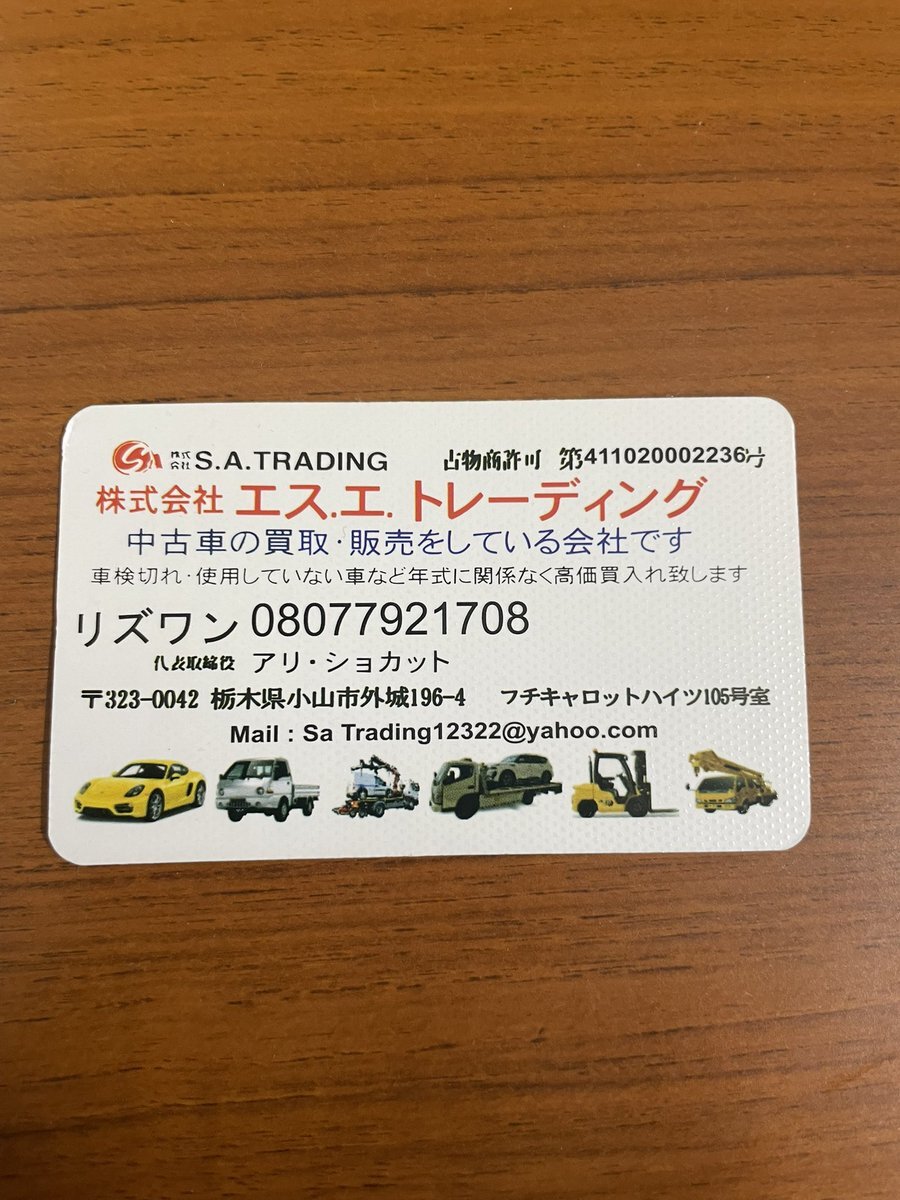 株式会社 S.A.TRADING 古物商許可 第411020002236号
株式会社 エス.エ.トレーディング
中古車の買取・販売をしている会社です
車検切れ・使用していない車など年式に関係なく高価買入れ致します
リズワン 08077921708
代表取締役 アリ・ショカット
〒323-0042 栃木県小山市外城196-4 フチキャロットハイツ105号室
Mail : Sa Trading12322@yahoo.com